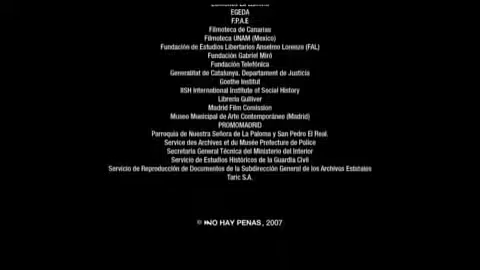 EGEDA
F.P.A.E
Filmoteca de Canarias
Filmoteca UNAM (Mexico)
Fundación de Estudios Libertarios Anselmo Lorenzo (FAL)
Fundación Gabriel Miró
Fundación Telefónica
Generalitat de Catalunya, Departament de Justicia
Goethe Institut
IISH International Institute of Social History
Librería Gulliver
Madrid Film Comission
Museo Municipal de Arte Contemporáneo (Madrid)
PROMOMADRID
Parroquia de Nuestra Señora de La Paloma y San Pedro El Real.
Service des Archives et du Musée Prefecture de Police
Secretaría General Técnica del Ministerio del Interior
Servicio de Estudios Históricos de la Guardia Civil
Servicio de Reproducción de Documentos de la Subdirección General de los Archivos Estatales
Taric S.A.
© NO HAY PENAS, 2007